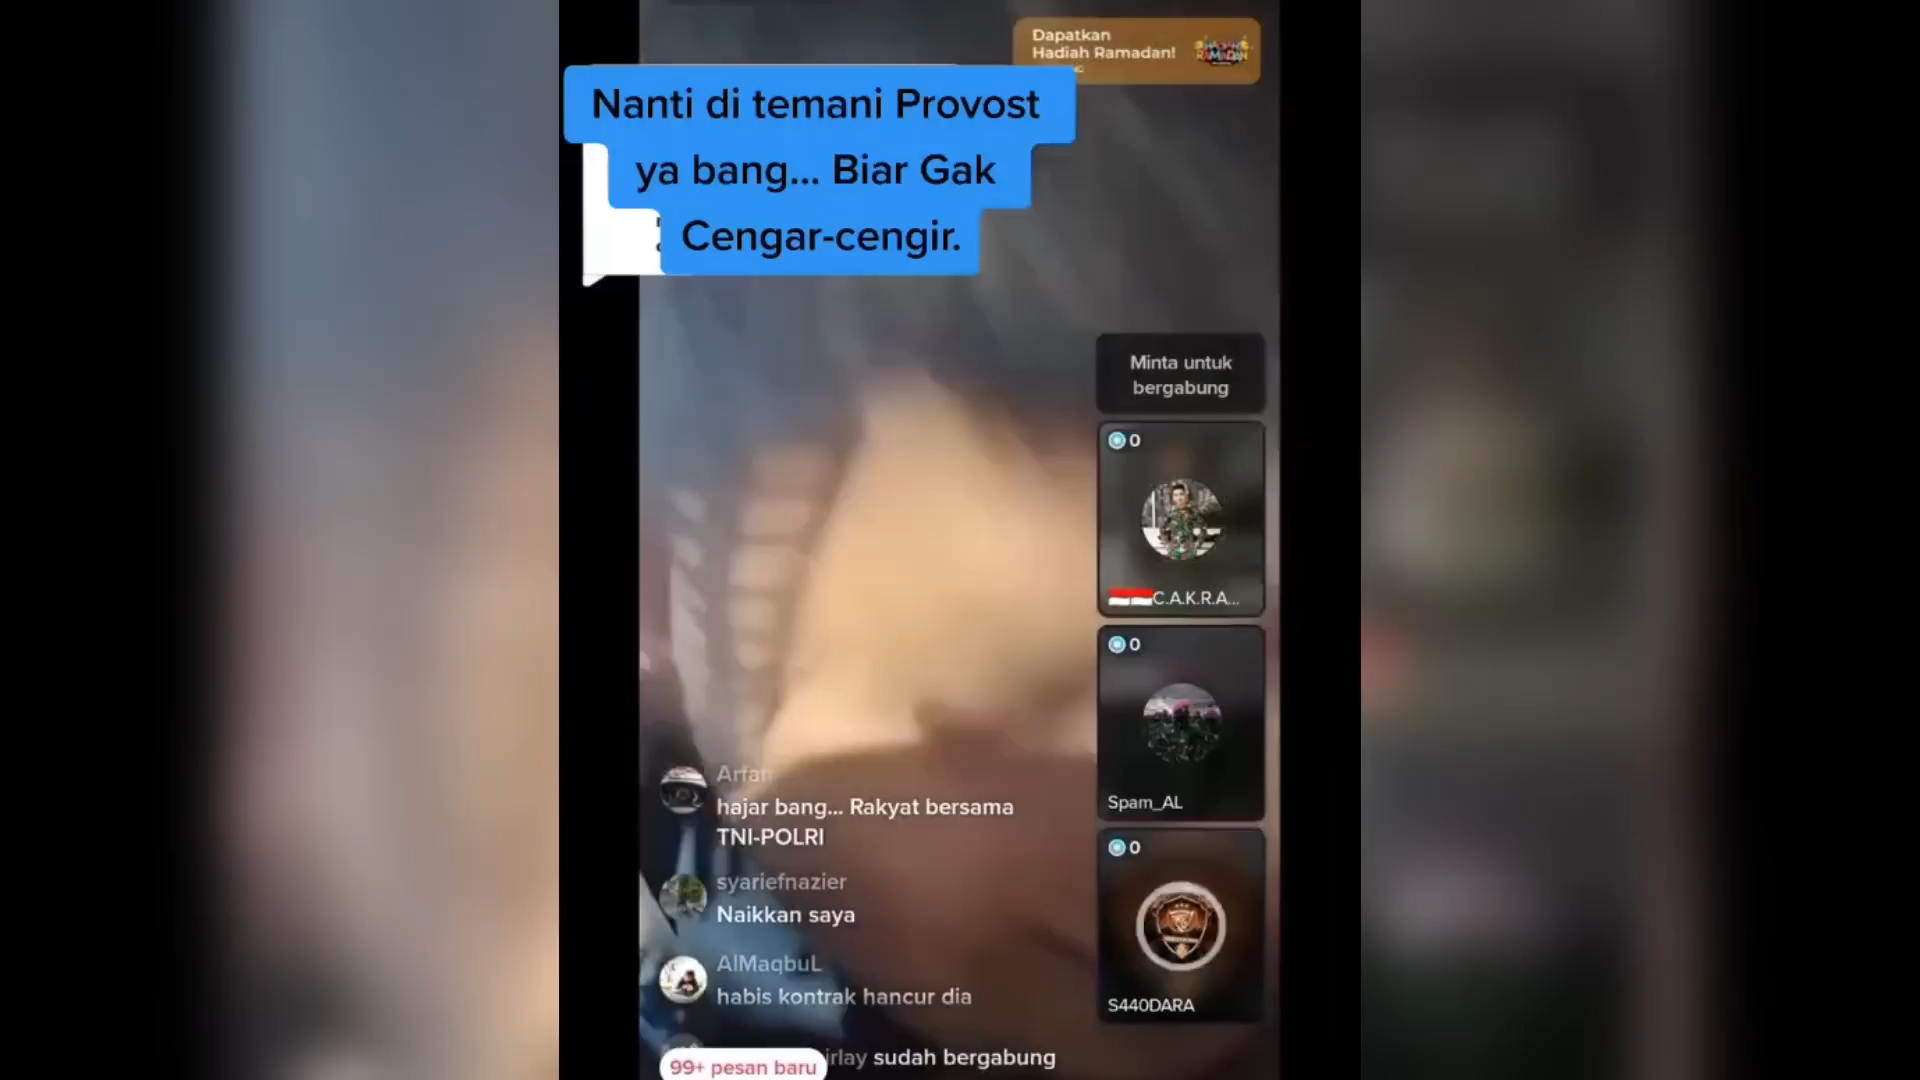 Dapatkan
Hadiah Ramadan!
Nanti di temani Provost
ya bang... Biar Gak
Cengar-cengir.
Minta untuk
bergabung
0
C.A.K.R.A...
0
Spam_AL
0
S440DARA
Arfan
hajar bang... Rakyat bersama
TNI-POLRI
syariefnazier
Naikkan saya
AlMaqbuL
habis kontrak hancur dia
sudah bergabung
99+ pesan baru